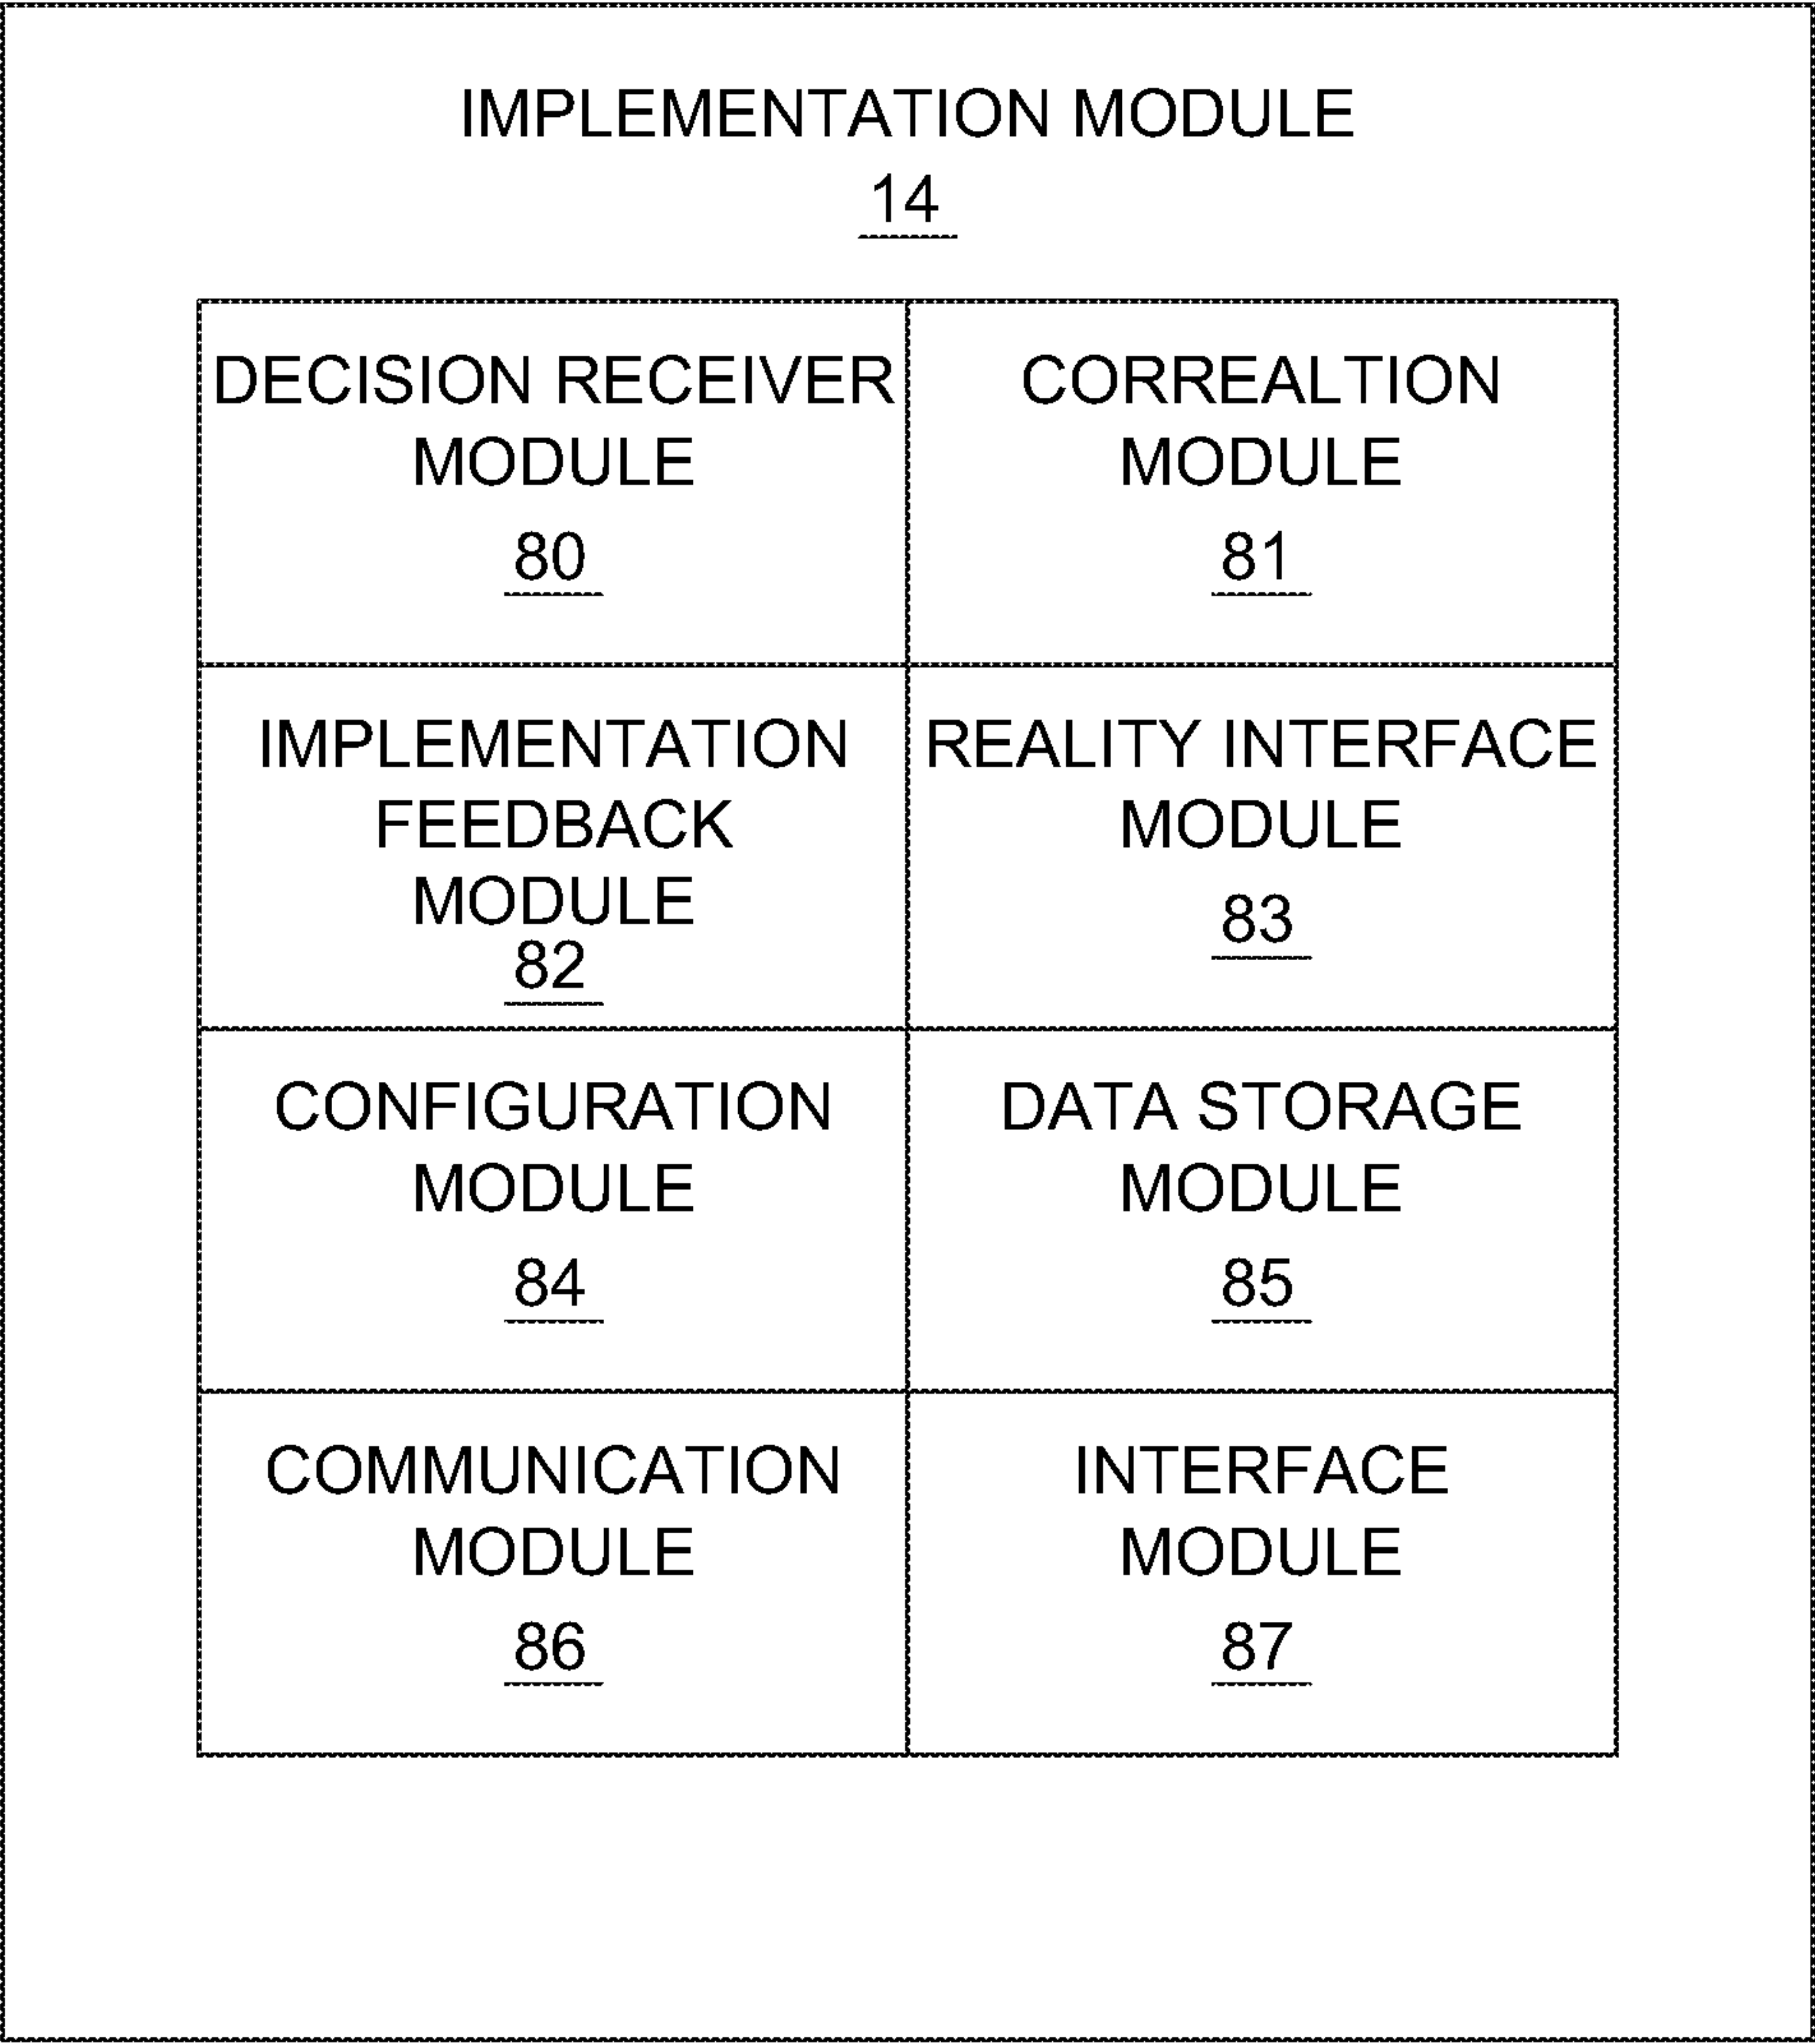 IMPLEMENTATION MODULE
14
DECISION RECEIVER
MODULE
80
CORREALTION
MODULE
81
IMPLEMENTATION
FEEDBACK
MODULE
82
REALITY INTERFACE
MODULE
83
CONFIGURATION
MODULE
84
DATA STORAGE
MODULE
85
COMMUNICATION
MODULE
86
INTERFACE
MODULE
87